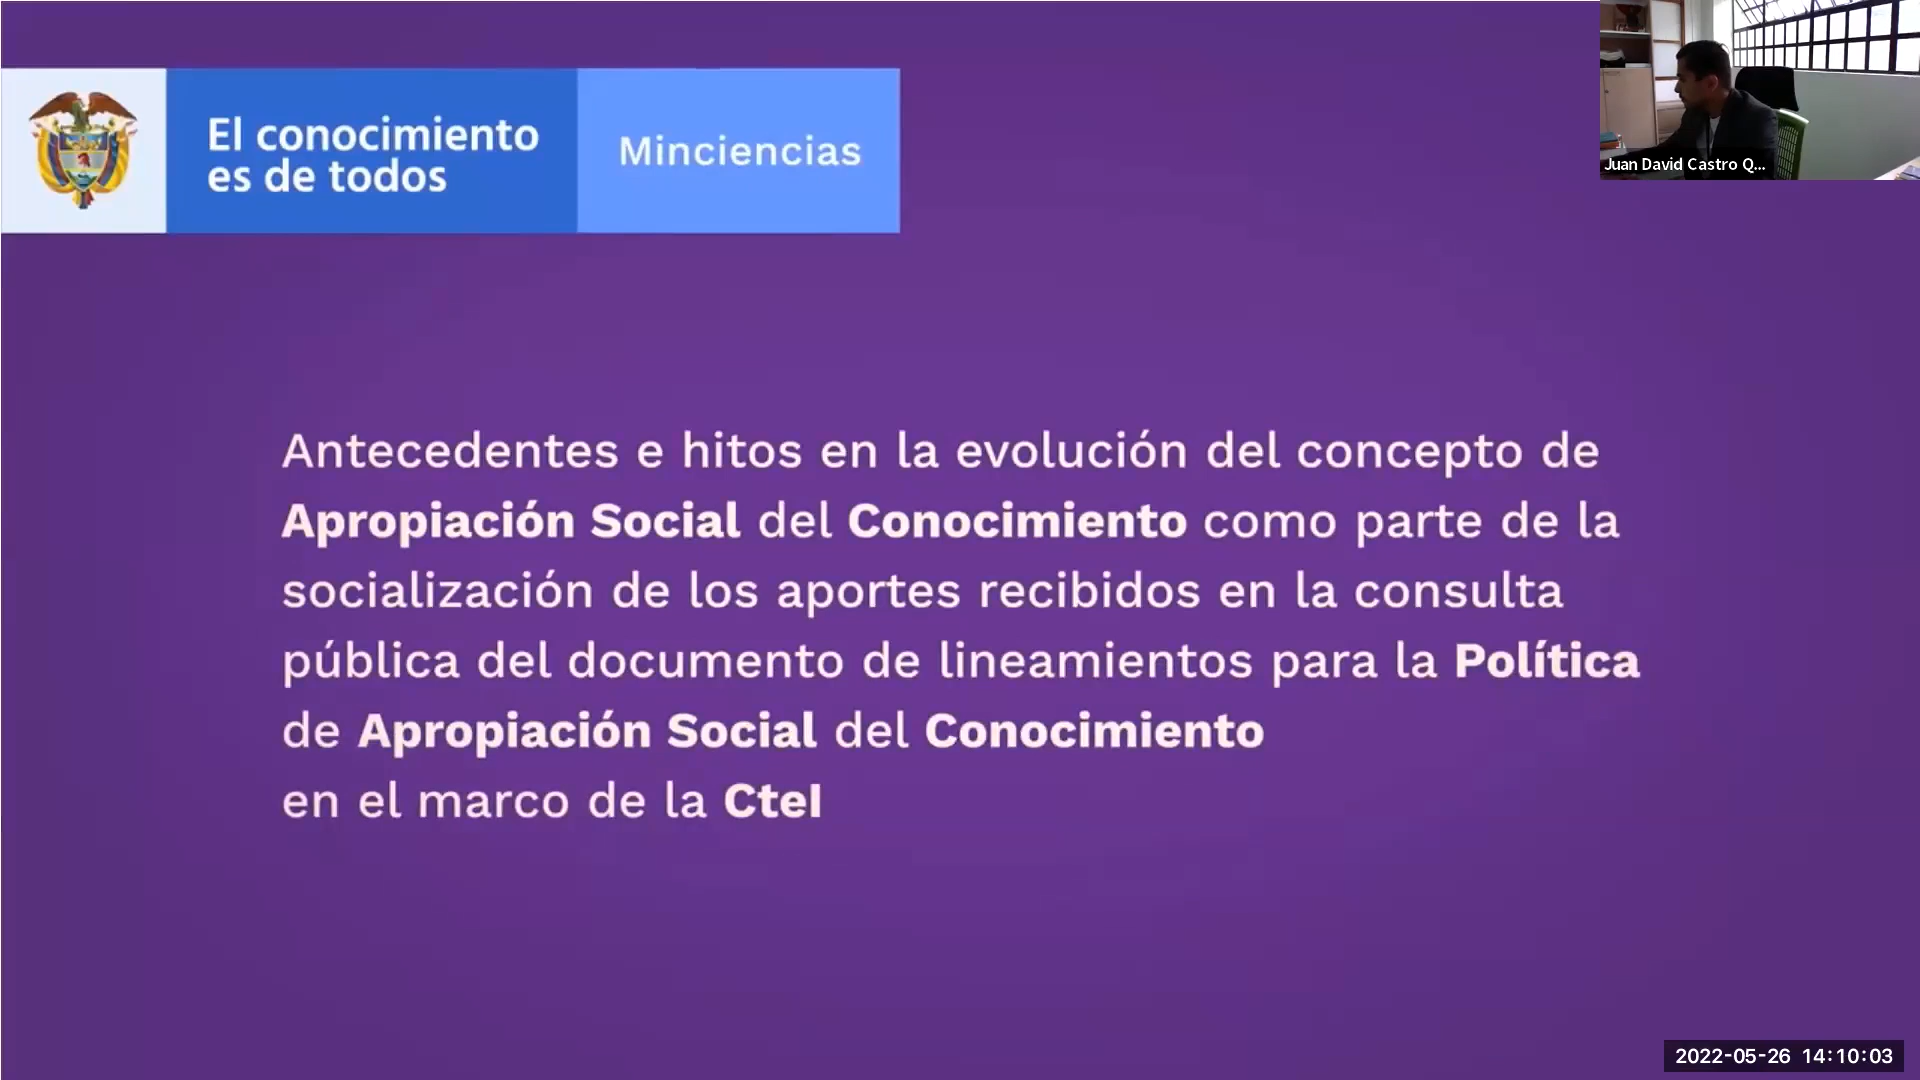 El conocimiento
es de todos
Minciencias
Juan David Castro Q...
Antecedentes e hitos en la evolución del concepto de
Apropiación Social del Conocimiento como parte de la
socialización de los aportes recibidos en la consulta
pública del documento de lineamientos para la Política
de Apropiación Social del Conocimiento
en el marco de la CteI
2022-05-26 14:10:03